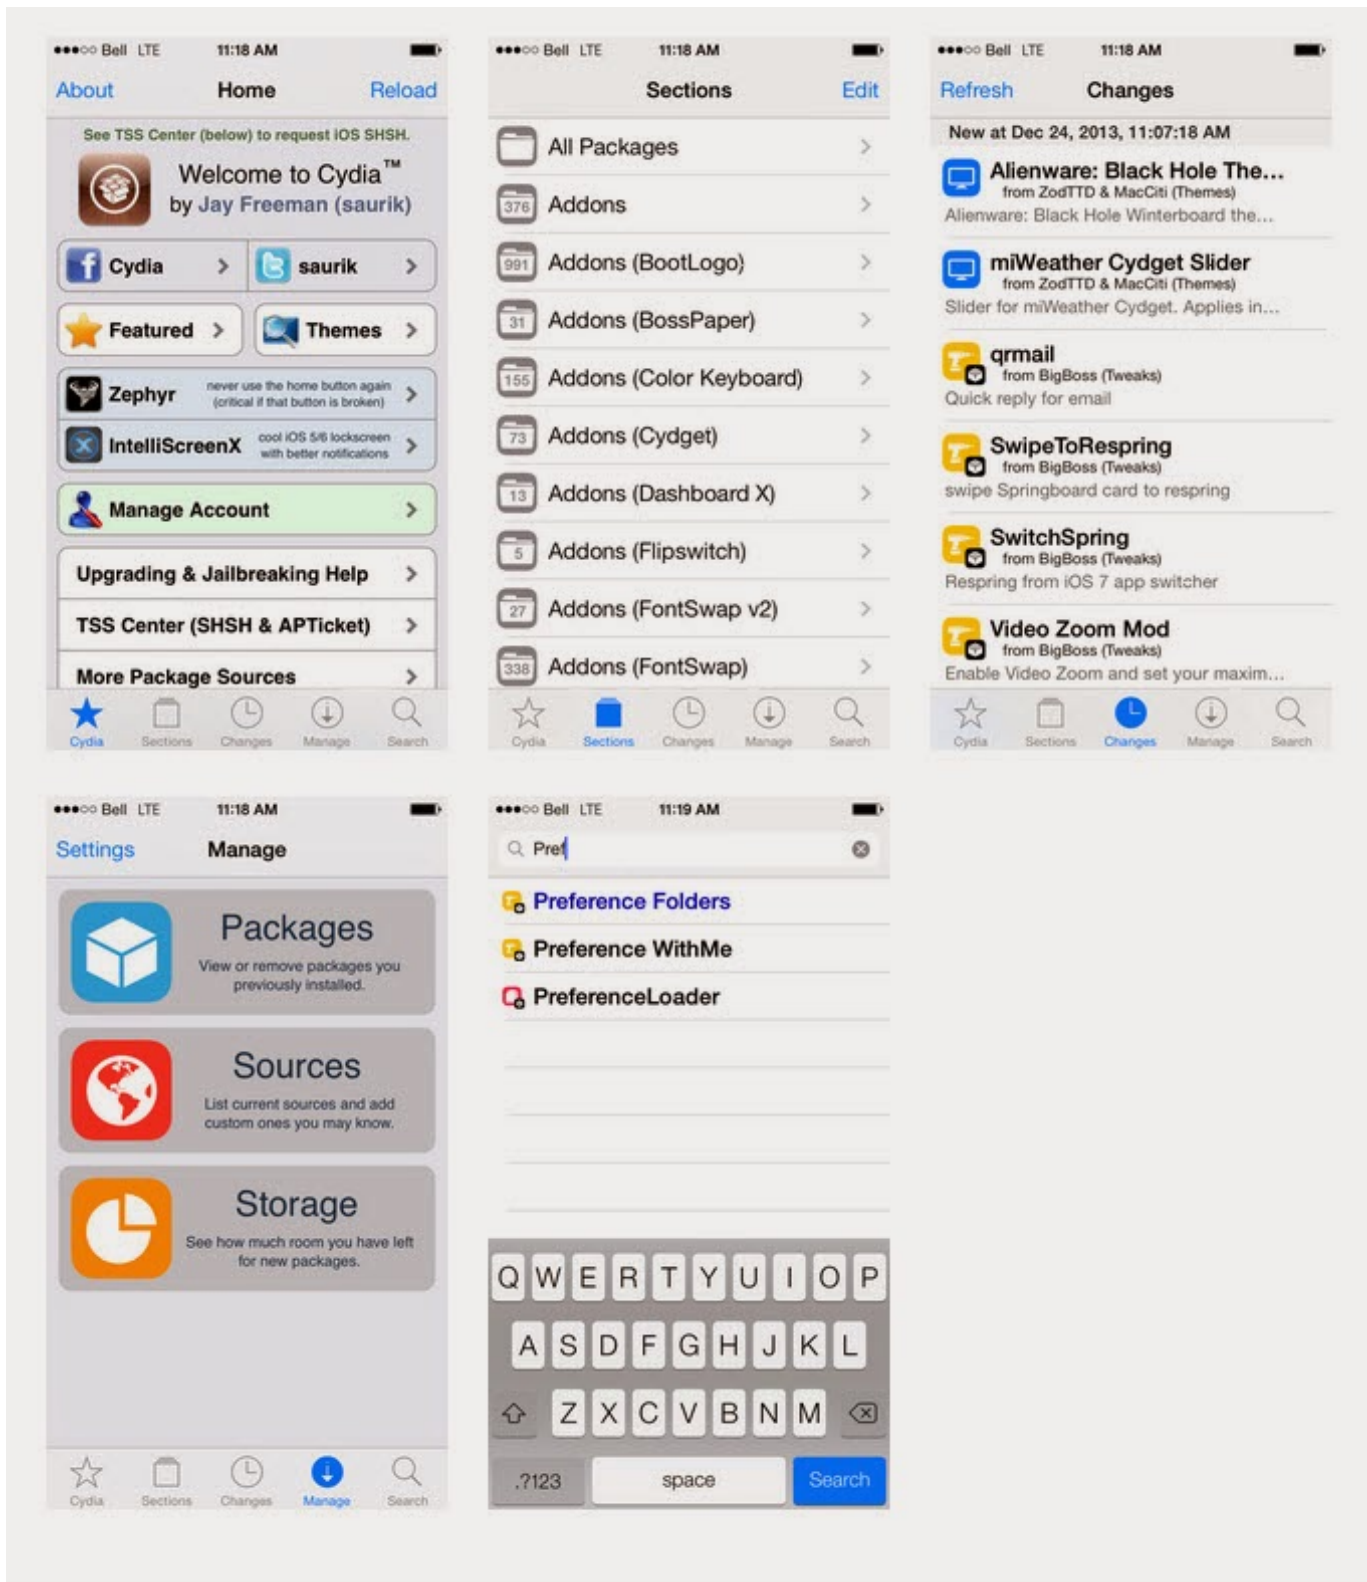 Bell LTE 11:18 AM
About Home Reload
See TSS Center (below) to request iOS SHSH.
Welcome to Cydia™
by Jay Freeman (saurik)
Cydia saurik
Featured Themes
Zephyr never use the home button again
(critical if that button is broken)
IntelliScreenX cool iOS 5/6 lockscreen
with better notifications
Manage Account
Upgrading & Jailbreaking Help
TSS Center (SHSH & APTicket)
More Package Sources
Cydia Sections Changes Manage Search
Bell LTE 11:18 AM
Sections Edit
All Packages
376 Addons
991 Addons (BootLogo)
31 Addons (BossPaper)
155 Addons (Color Keyboard)
73 Addons (Cydget)
13 Addons (Dashboard X)
5 Addons (Flipswitch)
27 Addons (FontSwap v2)
338 Addons (FontSwap)
Cydia Sections Changes Manage Search
Bell LTE 11:18 AM
Refresh Changes
New at Dec 24, 2013, 11:07:18 AM
Alienware: Black Hole The...
from ZodTTD & MacCiti (Themes)
Alienware: Black Hole Winterboard the...
miWeather Cydget Slider
from ZodTTD & MacCiti (Themes)
Slider for miWeather Cydget. Applies in...
qrmail
from BigBoss (Tweaks)
Quick reply for email
SwipeToRespring
from BigBoss (Tweaks)
swipe Springboard card to respring
SwitchSpring
from BigBoss (Tweaks)
Respring from iOS 7 app switcher
Video Zoom Mod
from BigBoss (Tweaks)
Enable Video Zoom and set your maxim...
Cydia Sections Changes Manage Search
Bell LTE 11:18 AM
Settings Manage
Packages
View or remove packages you
previously installed.
Sources
List current sources and add
custom ones you may know.
Storage
See how much room you have left
for new packages.
Cydia Sections Changes Manage Search
Bell LTE 11:19 AM
Pref
Preference Folders
Preference WithMe
PreferenceLoader
Q W E R T Y U I O P
A S D F G H J K L
Z X C V B N M
.?123 space Search